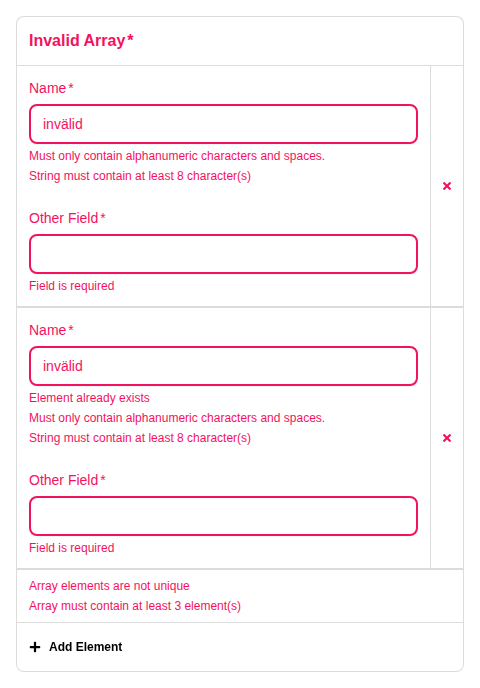 Invalid Array*
Name*
invälid
Must only contain alphanumeric characters and spaces.
String must contain at least 8 character(s)
Other Field*
Field is required
Name*
invälid
Element already exists
Must only contain alphanumeric characters and spaces.
String must contain at least 8 character(s)
Other Field*
Field is required
Array elements are not unique
Array must contain at least 3 element(s)
Add Element